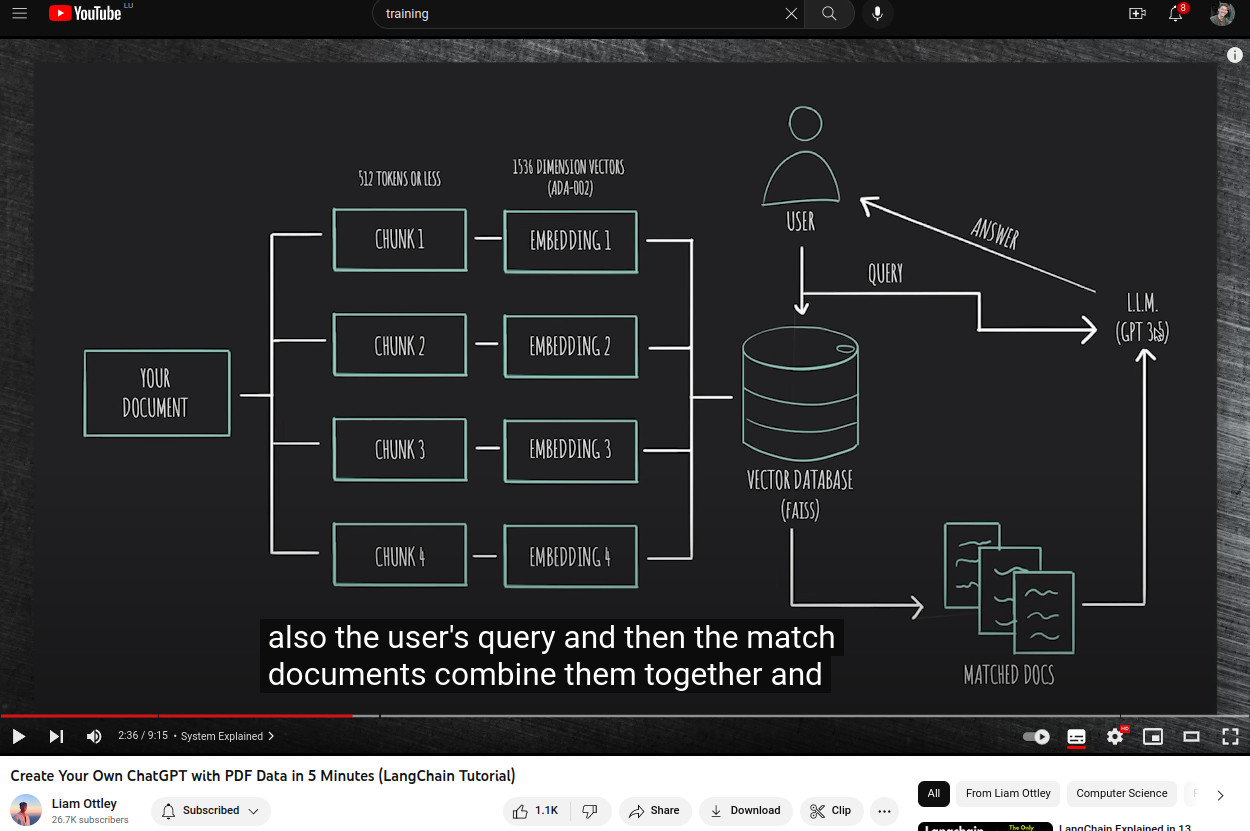 YouTube LU
training
8
512 TOKENS OR LESS
1536 DIMENSION VECTORS
(ADA-002)
CHUNK 1
EMBEDDING 1
CHUNK 2
EMBEDDING 2
CHUNK 3
EMBEDDING 3
CHUNK 4
EMBEDDING 4
YOUR
DOCUMENT
USER
ANSWER
QUERY
L.L.M.
VECTOR DATABASE
(FAISS)
MATCHED DOCS
also the user's query and then the match
documents combine them together and
2:36 / 9:15 • System Explained
HD
Create Your Own ChatGPT with PDF Data in 5 Minutes (LangChain Tutorial)
Liam Ottley
26.7K subscribers
Subscribed
1.1K
Share
Download
Clip
All
From Liam Ottley
Computer Science
Langchain
The Only
LangChain Explained in 13